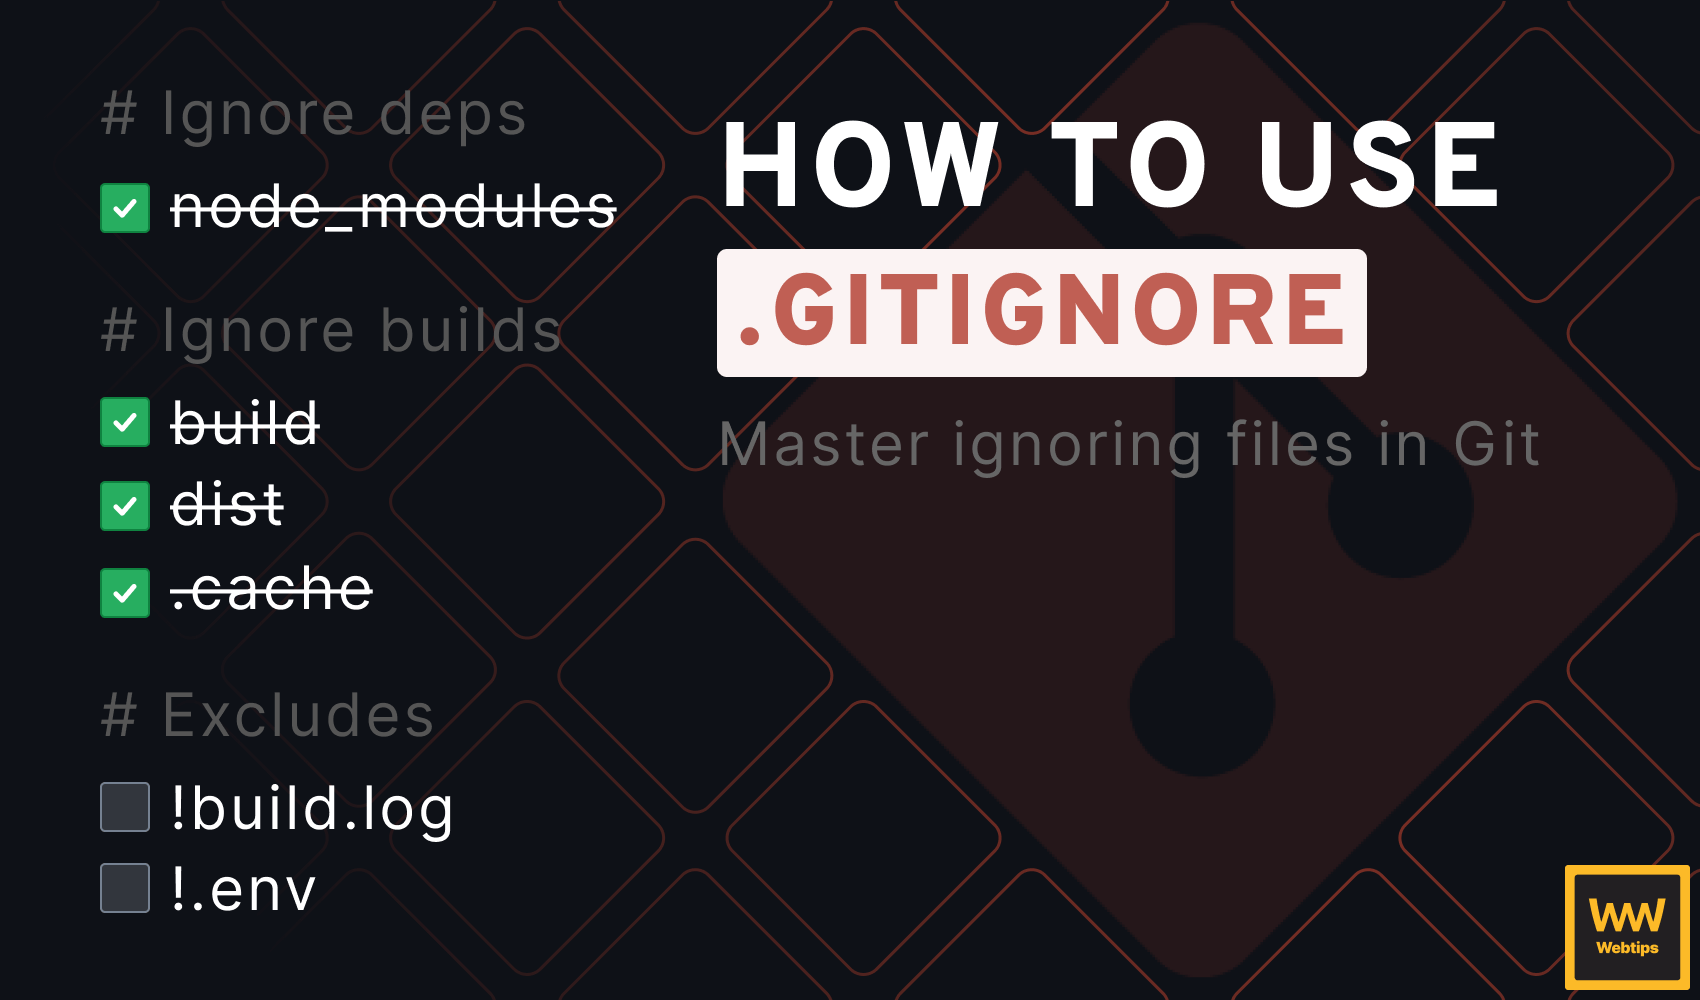 # Ignore deps
node_modules
# Ignore builds
build
dist
.cache
# Excludes
!build.log
!.env
HOW TO USE
.GITIGNORE
Master ignoring files in Git
WW
Webtips